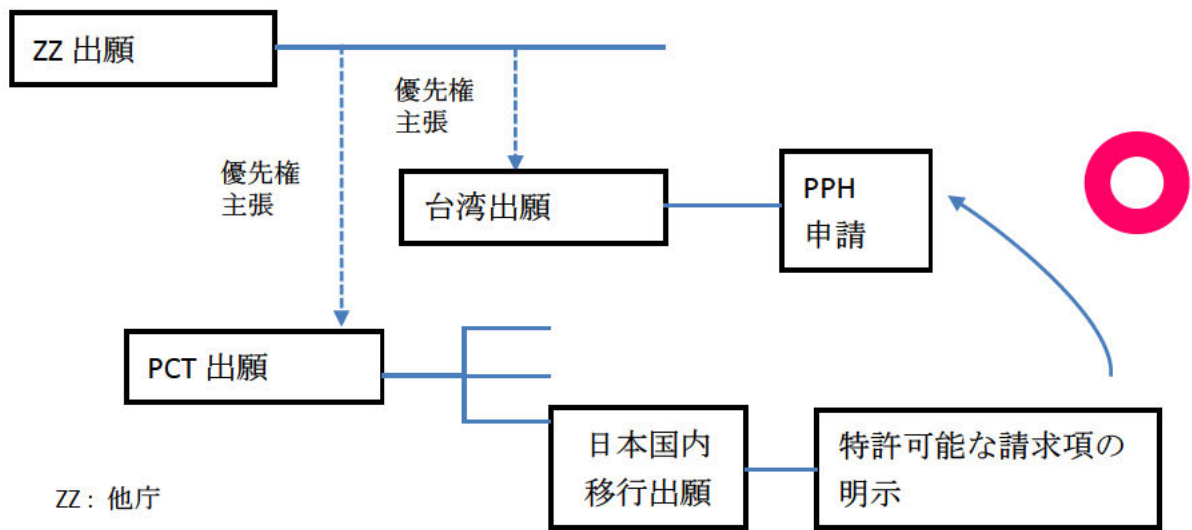 ZZ 出願
優先権
主張
優先権
主張
台湾出願
PPH
申請
PCT 出願
日本国内
移行出願
特許可能な請求項の
明示
ZZ : 他庁